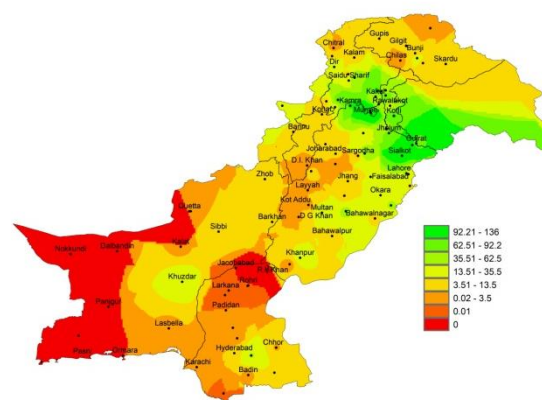 Gupis
Gilgit
Chitral
Bunji
Kalam
Dir
Chilas
Skardu
Saidu Sharif
Kakul
Kamra
Rawalakot
Kohat
Kotli
Bannu
Jhelum
Joharabad
Gujrat
Sialkot
Sargodha
D.I. Khan
Lahore
Zhob
Jhang
Faisalabad
Layyah
Okara
Quetta
Kot Addu
Multan
Barkhan
D G Khan
Bahawalnagar
Sibbi
Nokkundi
Dalbandin
Kalat
Bahawalpur
Khanpur
Jacobabad
R.Y.Khan
Khuzdar
Rohri
Larkana
Panjgur
Padidan
Lasbella
Pasni
Ormara
Hyderabad
Chhor
Karachi
Badin
92.21 - 136
62.51 - 92.2
35.51 - 62.5
13.51 - 35.5
3.51 - 13.5
0.02 - 3.5
0.01
0